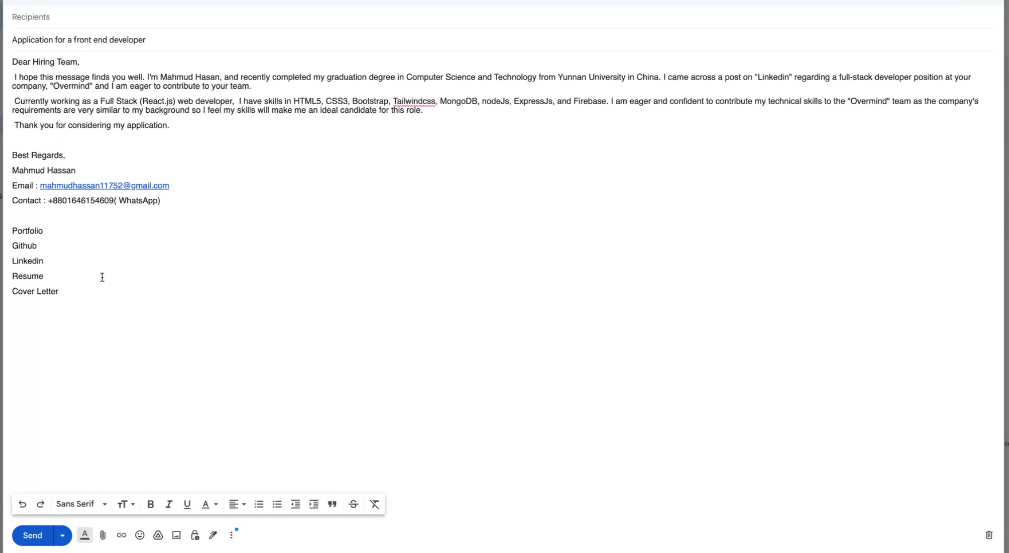 Recipients
Application for a front end developer
Dear Hiring Team,
I hope this message finds you well. I'm Mahmud Hasan, and recently completed my graduation degree in Computer Science and Technology from Yunnan University in China. I came across a post on "Linkedin" regarding a full-stack developer position at your
company, "Overmind" and I am eager to contribute to your team.
Currently working as a Full Stack (React.js) web developer, I have skills in HTML5, CSS3, Bootstrap, Tailwindcss, MongoDB, nodeJs, ExpressJs, and Firebase. I am eager and confident to contribute my technical skills to the "Overmind" team as the company's
requirements are very similar to my background so I feel my skills will make me an ideal candidate for this role.
Thank you for considering my application.
Best Regards,
Mahmud Hassan
Email : mahmudhassan11752@gmail.com
Contact : +8801646154609( WhatsApp)
Portfolio
Github
Linkedin
Resume
Cover Letter
Sans Serif
Send